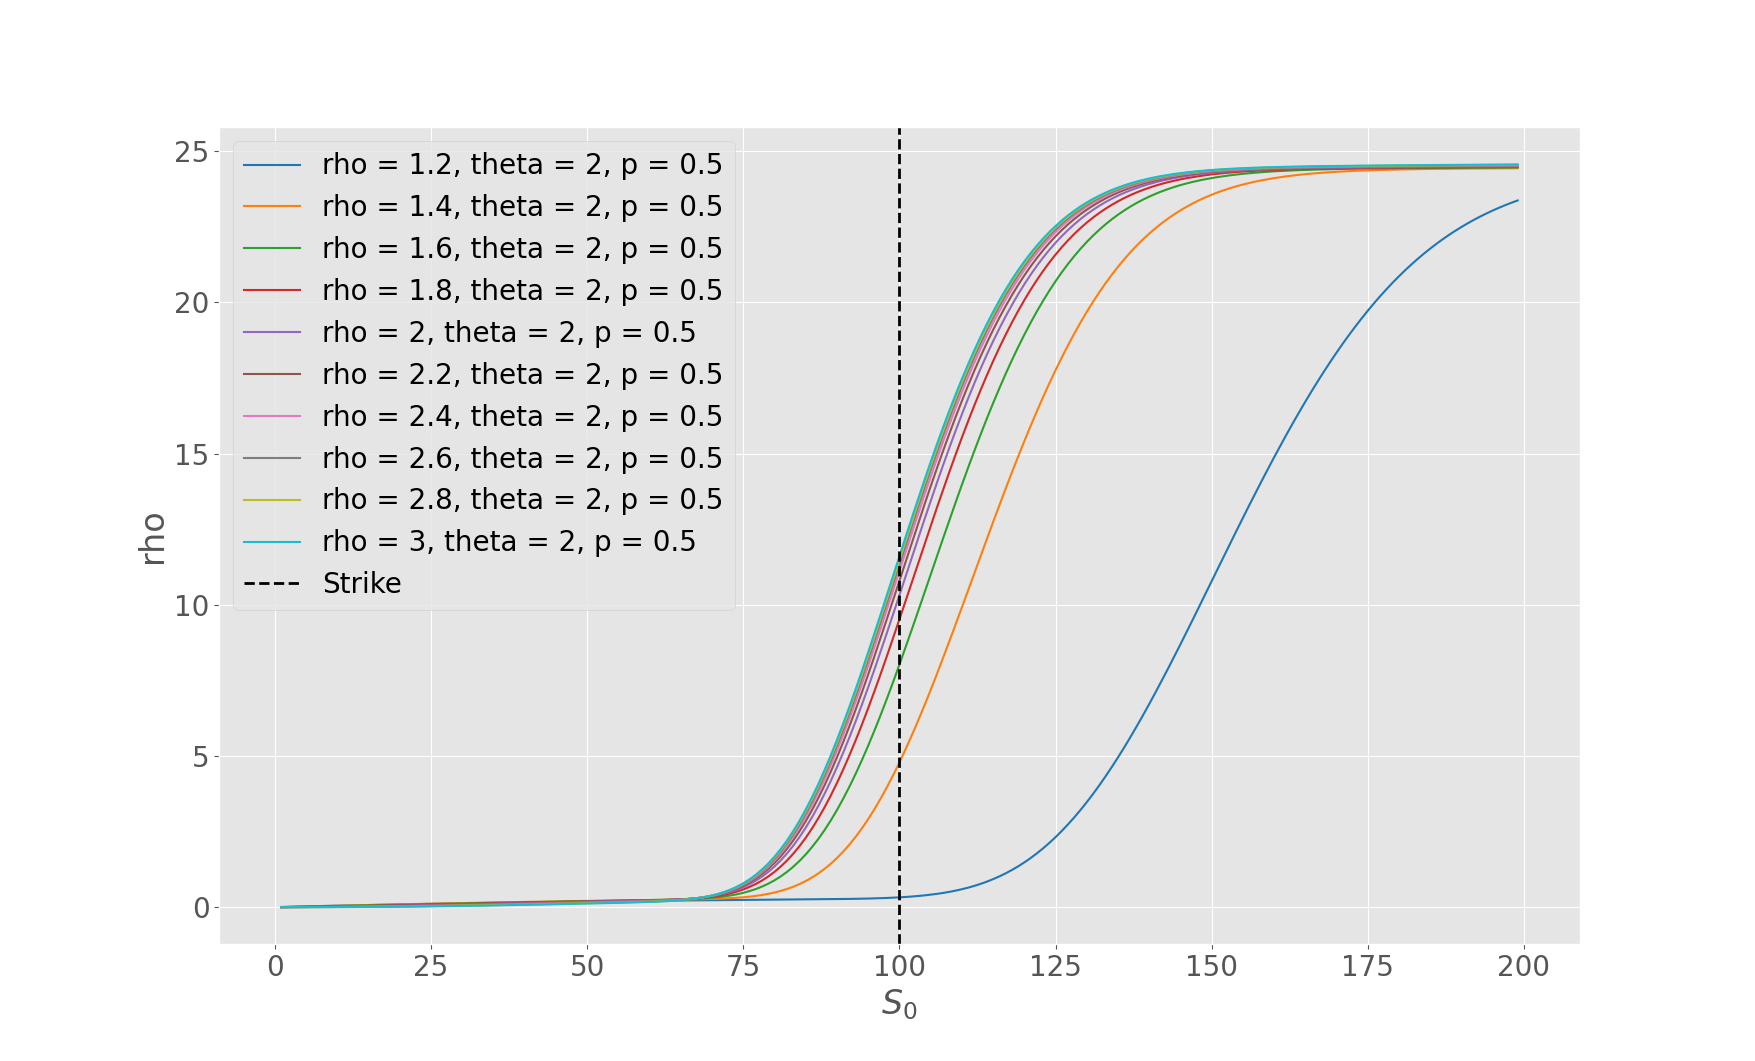 25
20
15
10
5
0
rho
rho = 1.2, theta = 2, p = 0.5
rho = 1.4, theta = 2, p = 0.5
rho = 1.6, theta = 2, p = 0.5
rho = 1.8, theta = 2, p = 0.5
rho = 2, theta = 2, p = 0.5
rho = 2.2, theta = 2, p = 0.5
rho = 2.4, theta = 2, p = 0.5
rho = 2.6, theta = 2, p = 0.5
rho = 2.8, theta = 2, p = 0.5
rho = 3, theta = 2, p = 0.5
Strike
0 25 50 75 100 125 150 175 200
S₀